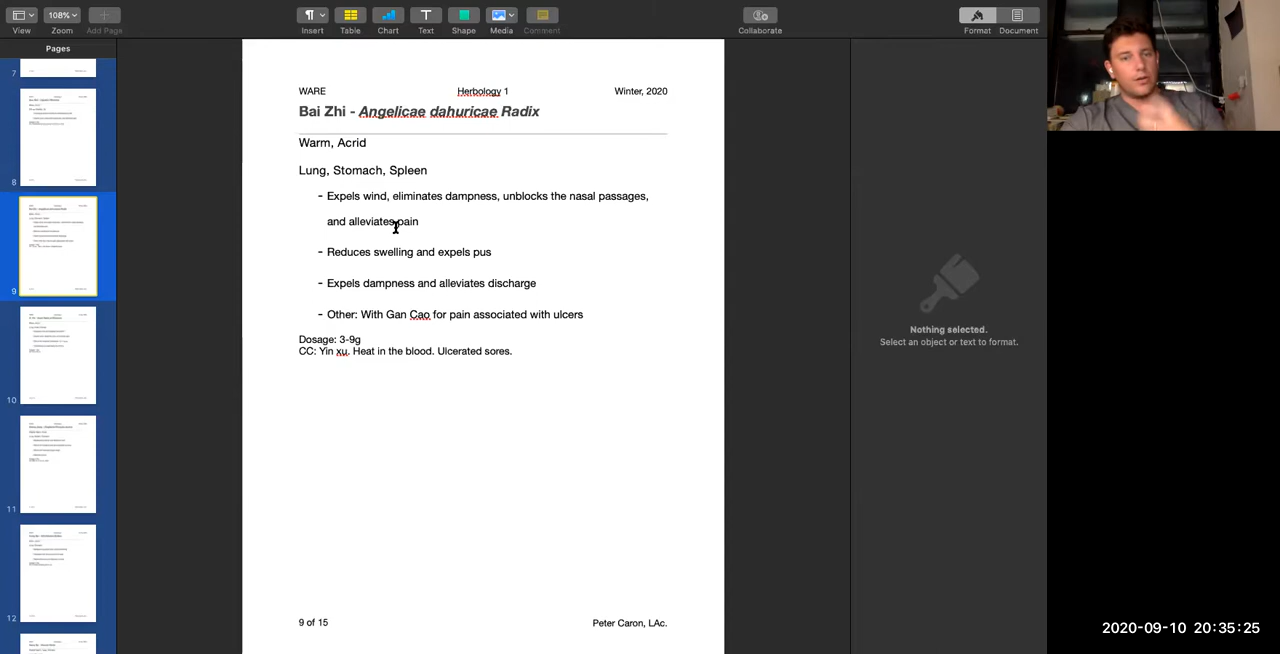 View
108%
Zoom
Add Page
Insert
Table
Chart
Text
Shape
Media
Comment
Collaborate
Format
Document
Pages
7
8
9
10
11
12
WARE Herbology 1 Winter, 2020
Bai Zhi - Angelicae dahuricae Radix
Warm, Acrid
Lung, Stomach, Spleen
- Expels wind, eliminates dampness, unblocks the nasal passages,
and alleviates pain
- Reduces swelling and expels pus
- Expels dampness and alleviates discharge
- Other: With Gan Cao for pain associated with ulcers
Dosage: 3-9g
CC: Yin xu. Heat in the blood. Ulcerated sores.
9 of 15 Peter Caron, LAc.
Nothing selected.
Select an object or text to format.
2020-09-10 20:35:25